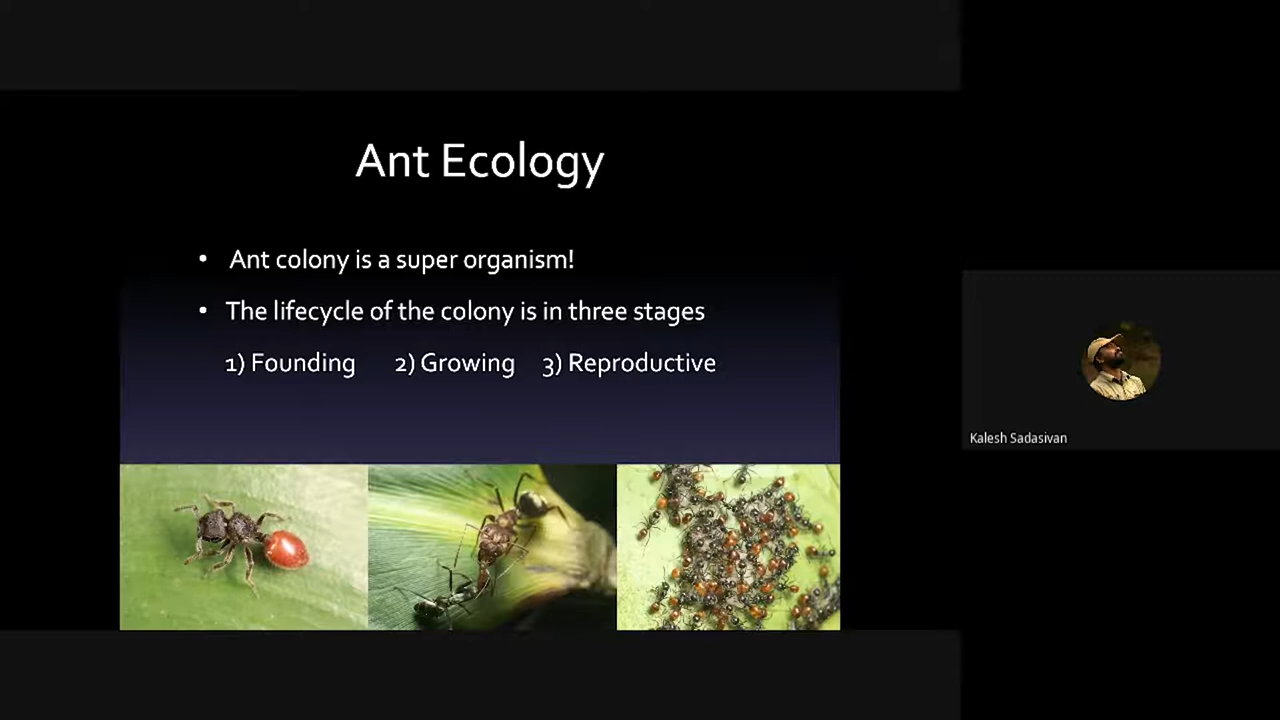 Ant Ecology
• Ant colony is a super organism!
• The lifecycle of the colony is in three stages
1) Founding 2) Growing 3) Reproductive
Kalesh Sadasivan